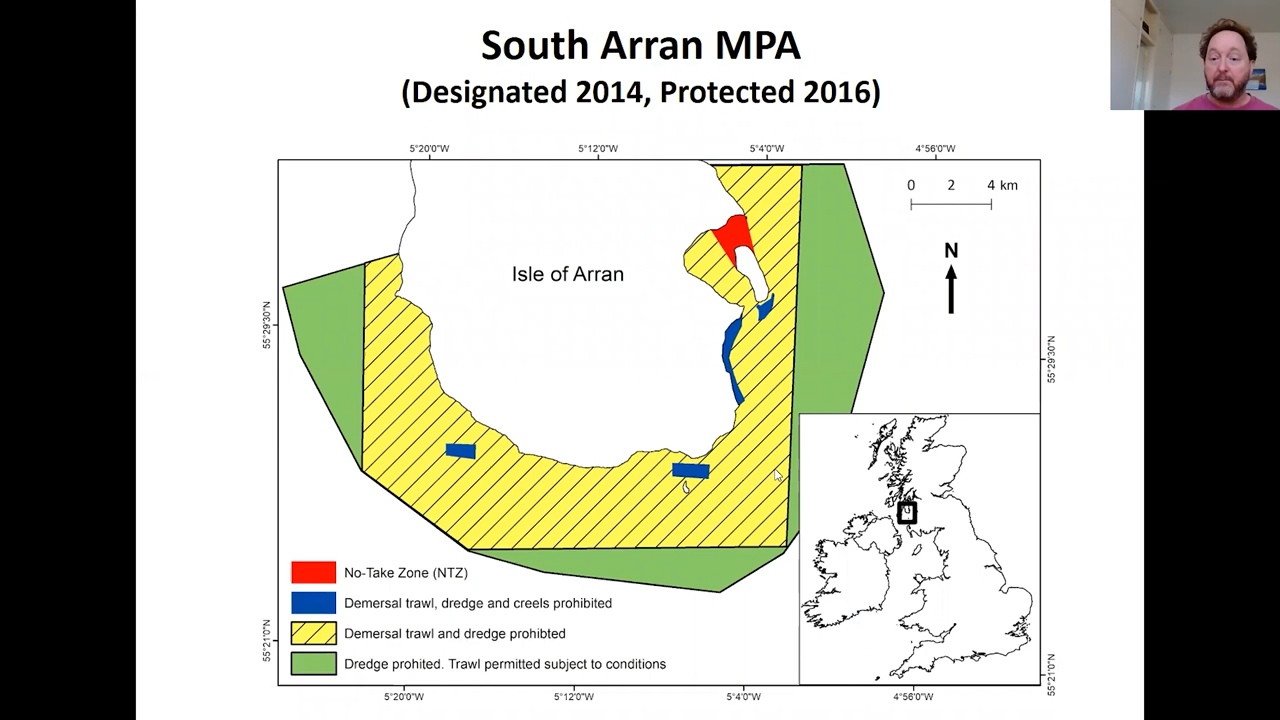 South Arran MPA
(Designated 2014, Protected 2016)
5°20'0"W
5°12'0"W
5°4'0"W
4°56'0"W
0 2 4 km
N
Isle of Arran
55°29'30"N
55°29'30"N
No-Take Zone (NTZ)
Demersal trawl, dredge and creels prohibited
Demersal trawl and dredge prohibted
Dredge prohited. Trawl permitted subject to conditions
55°21'0"N
55°21'0"N
5°20'0"W
5°12'0"W
5°4'0"W
4°56'0"W